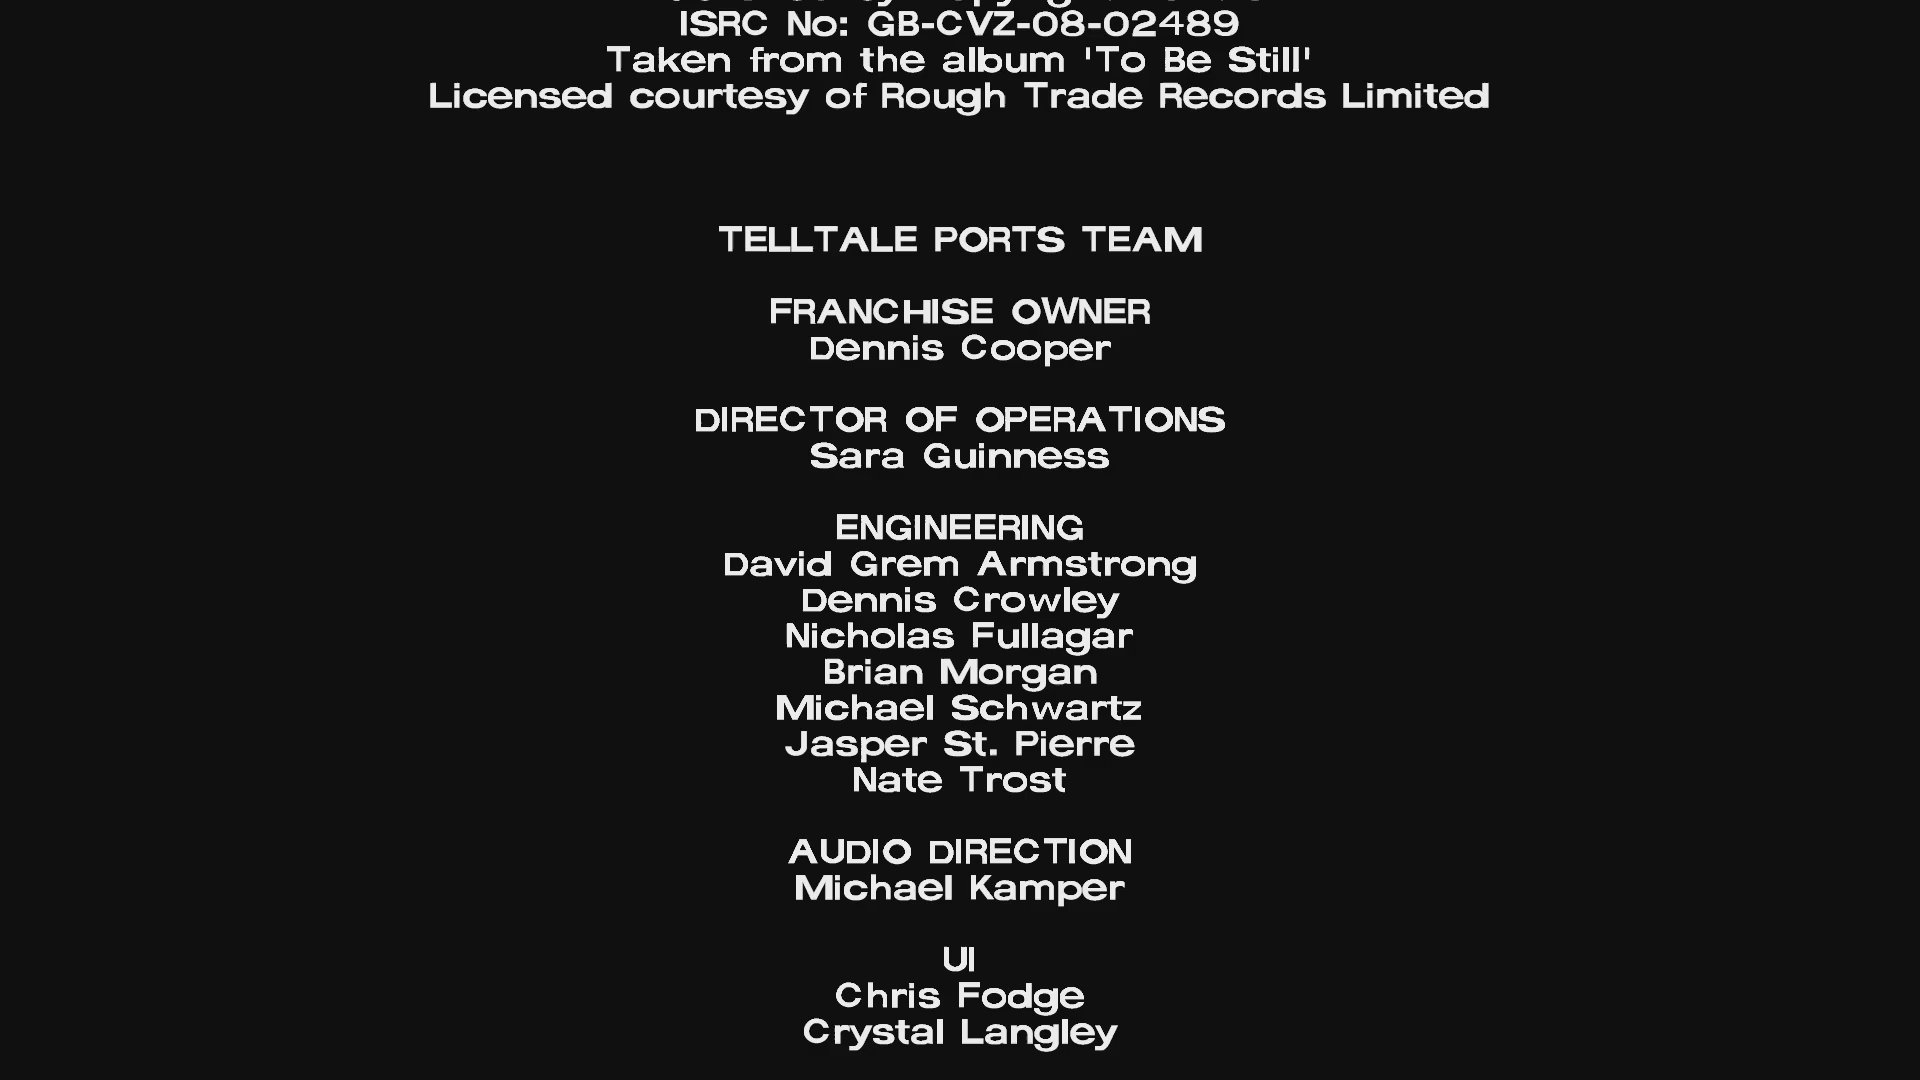 ISRC No: GB-CVZ-08-02489
Taken from the album 'To Be Still'
Licensed courtesy of Rough Trade Records Limited
TELLTALE PORTS TEAM
FRANCHISE OWNER
Dennis Cooper
DIRECTOR OF OPERATIONS
Sara Guinness
ENGINEERING
David Grem Armstrong
Dennis Crowley
Nicholas Fullagar
Brian Morgan
Michael Schwartz
Jasper St. Pierre
Nate Trost
AUDIO DIRECTION
Michael Kamper
UI
Chris Fodge
Crystal Langley